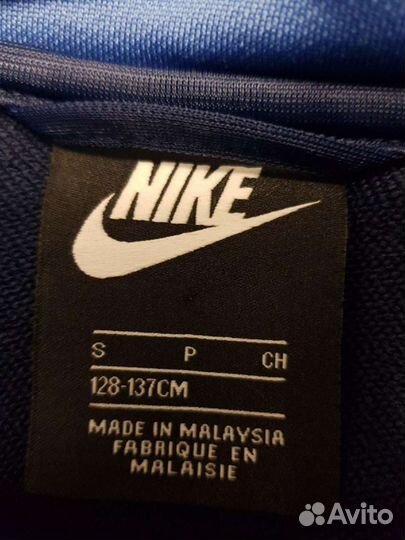 NIKE
S P CH
128-137CM
MADE IN MALAYSIA
FABRIQUE EN
MALAISIE
Avito